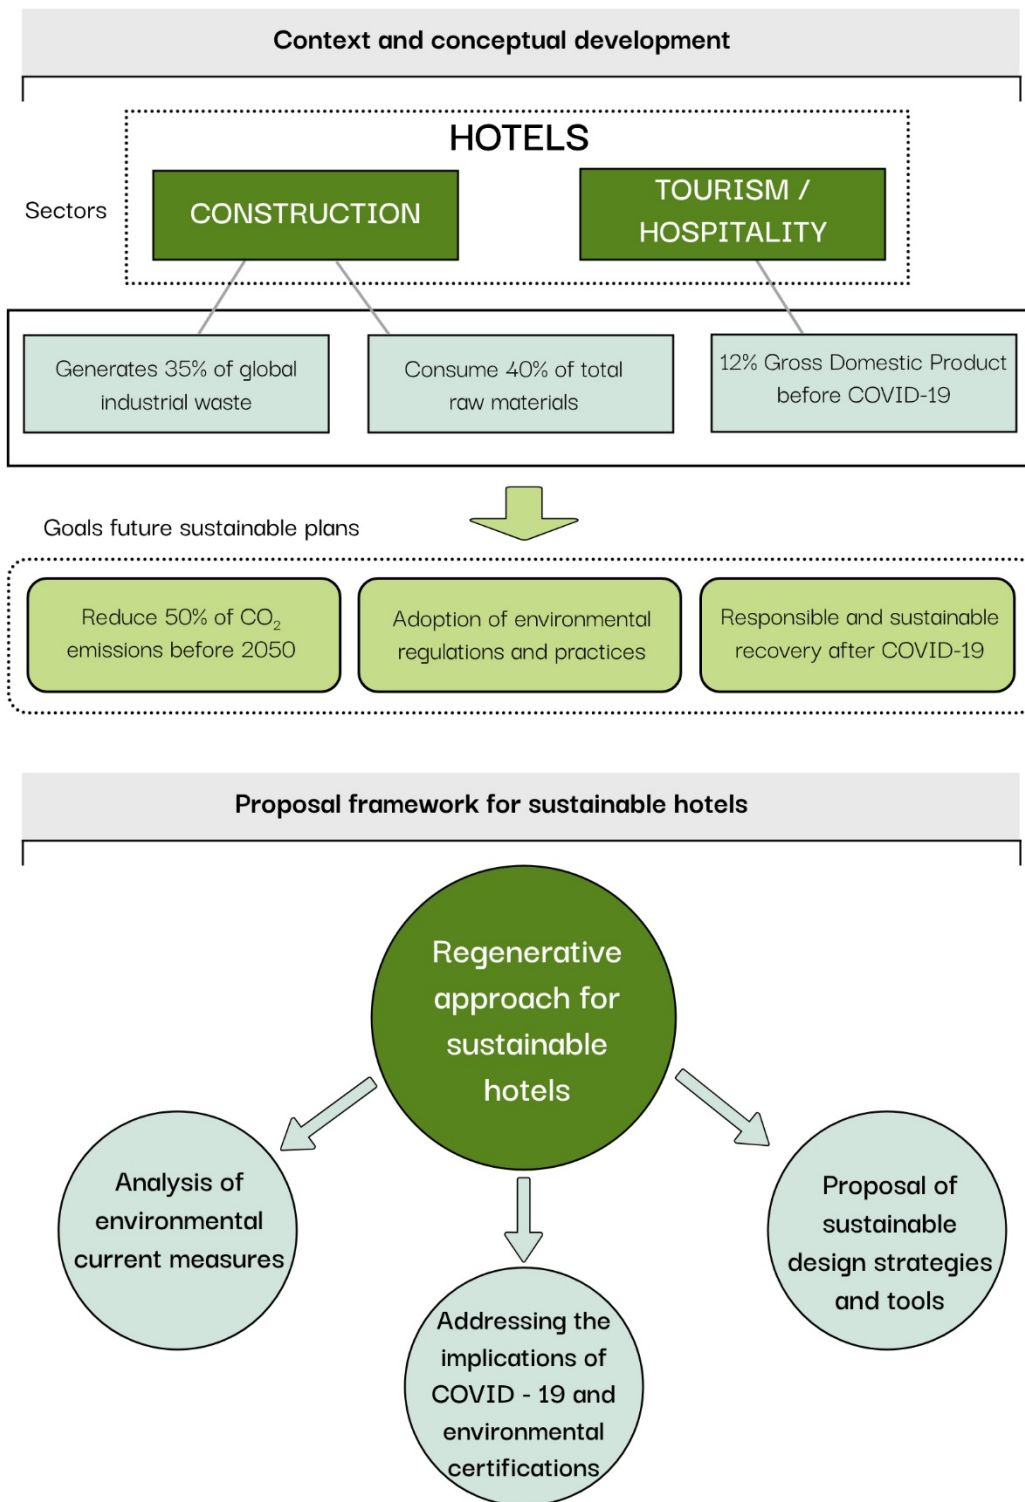 Context and conceptual development
HOTELS
Sectors
CONSTRUCTION
TOURISM /
HOSPITALITY
Generates 35% of global
industrial waste
Consume 40% of total
raw materials
12% Gross Domestic Product
before COVID-19
Goals future sustainable plans
Reduce 50% of CO₂
emissions before 2050
Adoption of environmental
regulations and practices
Responsible and sustainable
recovery after COVID-19
Proposal framework for sustainable hotels
Regenerative
approach for
sustainable
hotels
Analysis of
environmental
current measures
Addressing the
implications of
COVID - 19 and
environmental
certifications
Proposal of
sustainable
design strategies
and tools